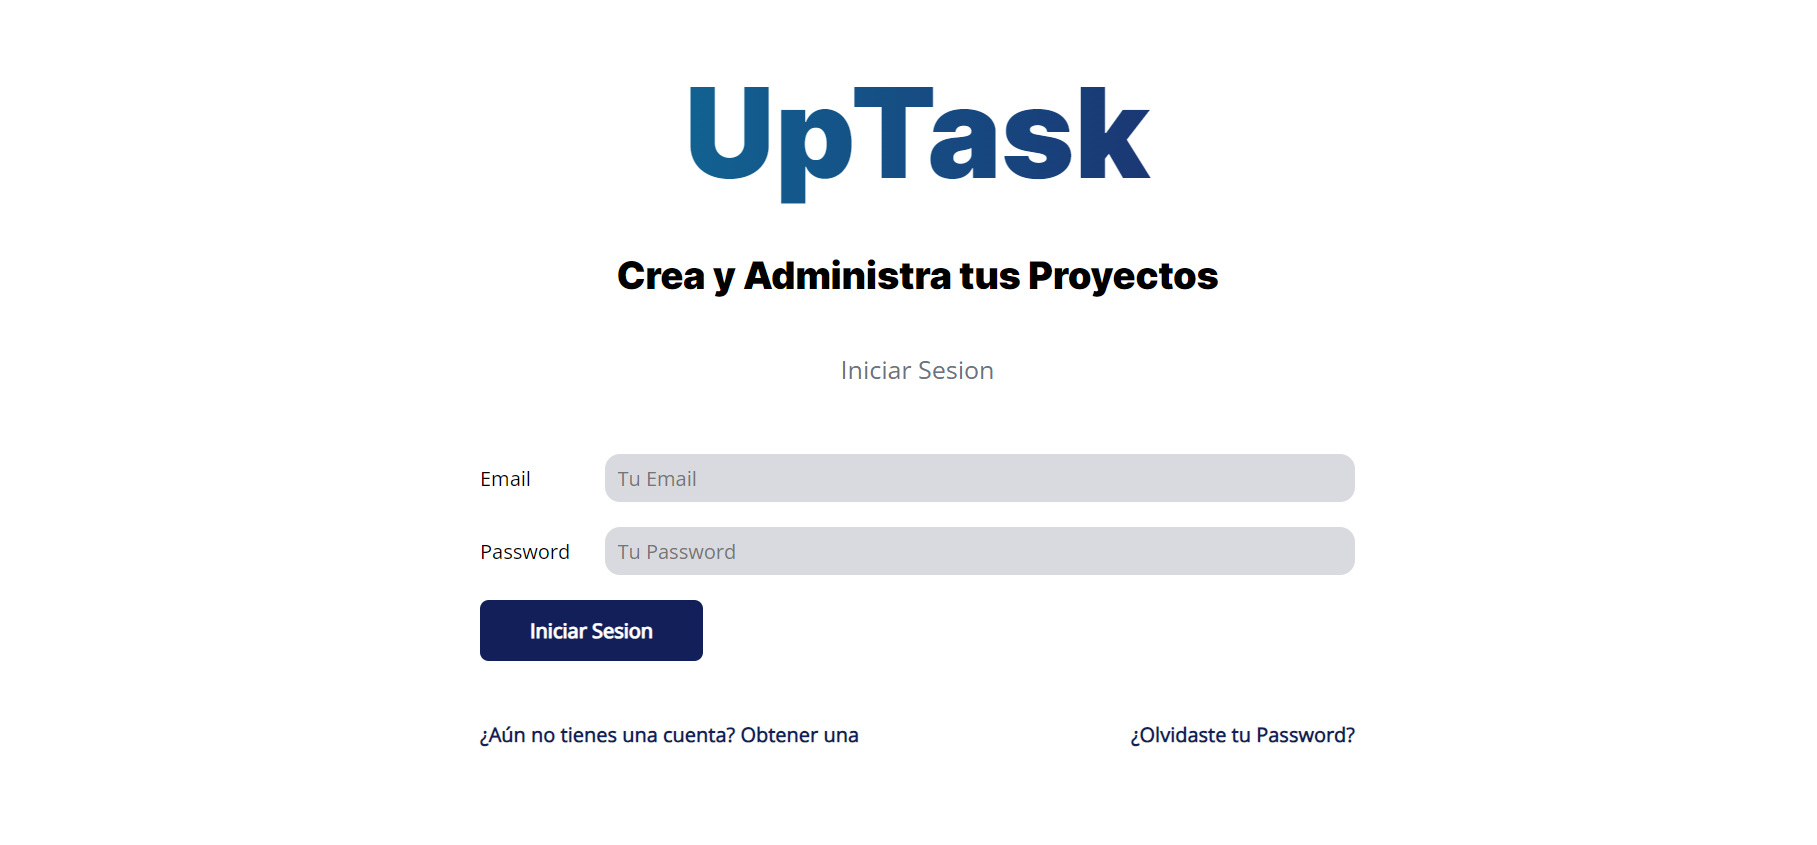 UpTask
Crea y Administra tus Proyectos
Iniciar Sesion
Email
Tu Email
Password
Tu Password
Iniciar Sesion
¿Aún no tienes una cuenta? Obtener una
¿Olvidaste tu Password?